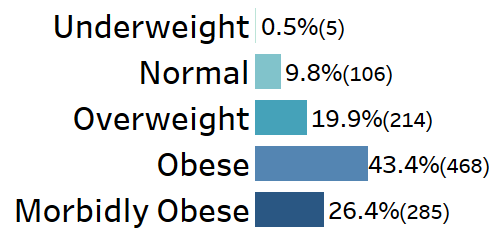 Underweight 0.5%(5)
Normal 9.8%(106)
Overweight 19.9%(214)
Obese 43.4%(468)
Morbidly Obese 26.4%(285)